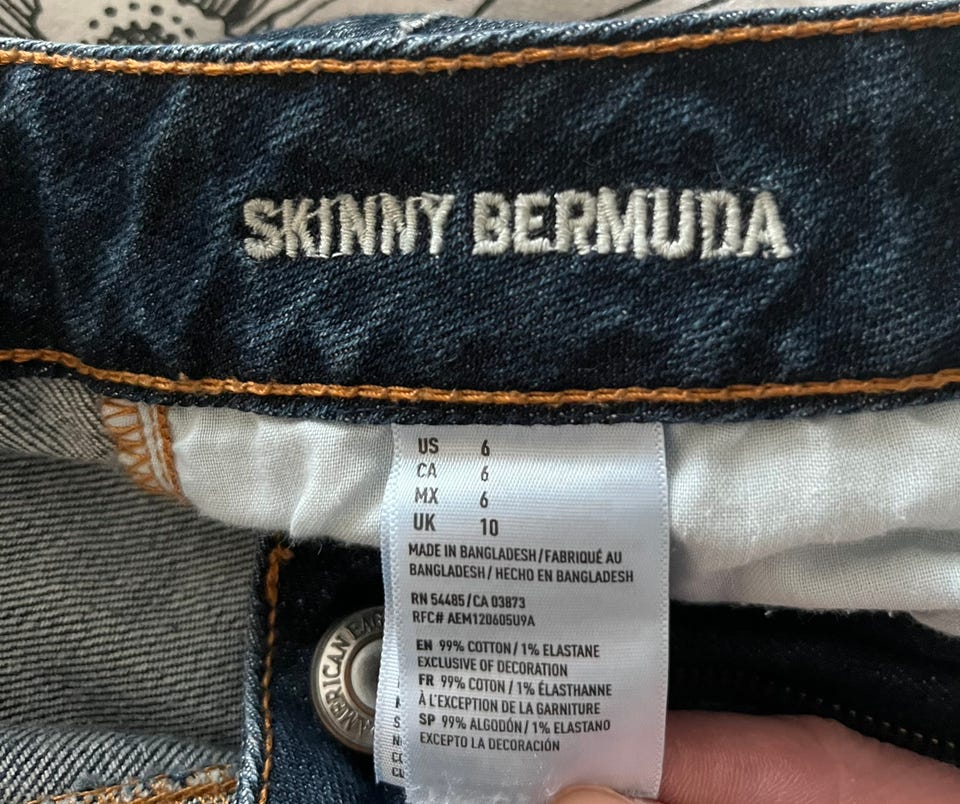 SKINNY BERMUDA
US 6
CA 6
MX 6
UK 10
MADE IN BANGLADESH/FABRIQUÉ AU
BANGLADESH/ HECHO EN BANGLADESH
RN 54485/CA 03873
RFC# AEM120605U9A
EN 99% COTTON/1% ELASTANE
EXCLUSIVE OF DECORATION
FR 99% COTON/1% ÉLASTHANNE
À L'EXCEPTION DE LA GARNITURE
SP 99% ALGODÓN/1% ELASTANO
EXCEPTO LA DECORACIÓN
AMERICAN